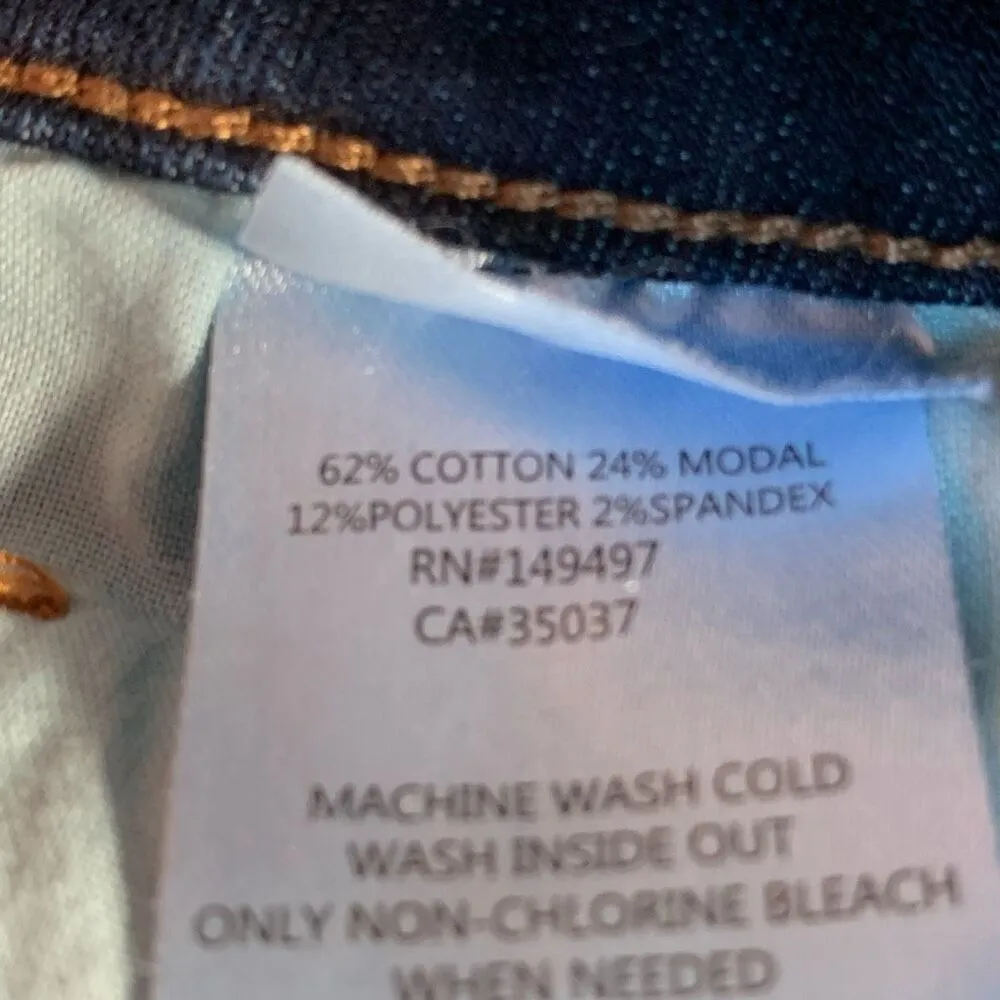 62% COTTON 24% MODAL
12%POLYESTER 2%SPANDEX
RN#149497
CA#35037
MACHINE WASH COLD
WASH INSIDE OUT
ONLY NON-CHLORINE BLEACH
WHEN NEEDED